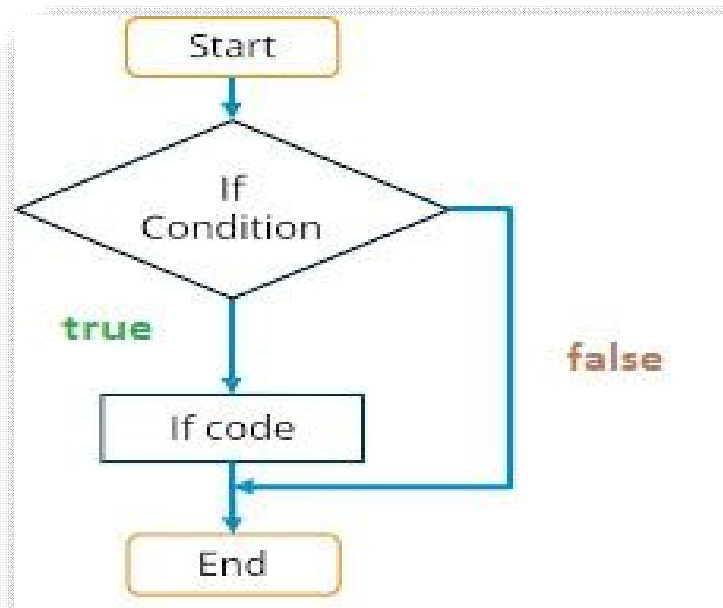 Start
If
Condition
true
false
If code
End